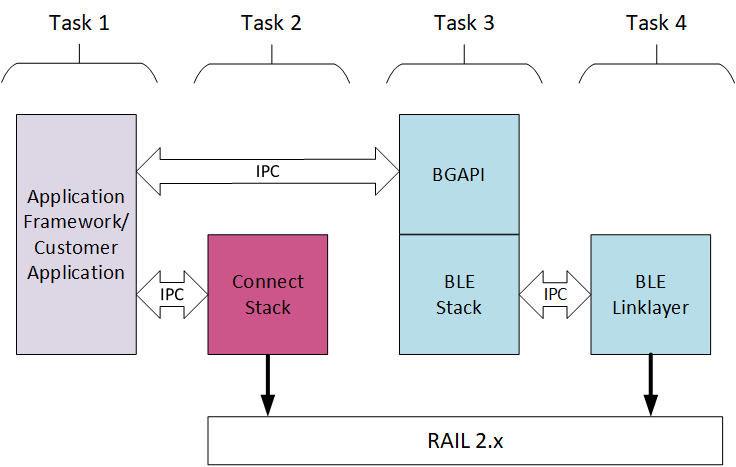 Task 1
Task 2
Task 3
Task 4
Application
Framework/
Customer
Application
IPC
BGAPI
IPC
Connect
Stack
BLE
Stack
IPC
BLE
Linklayer
RAIL 2.x